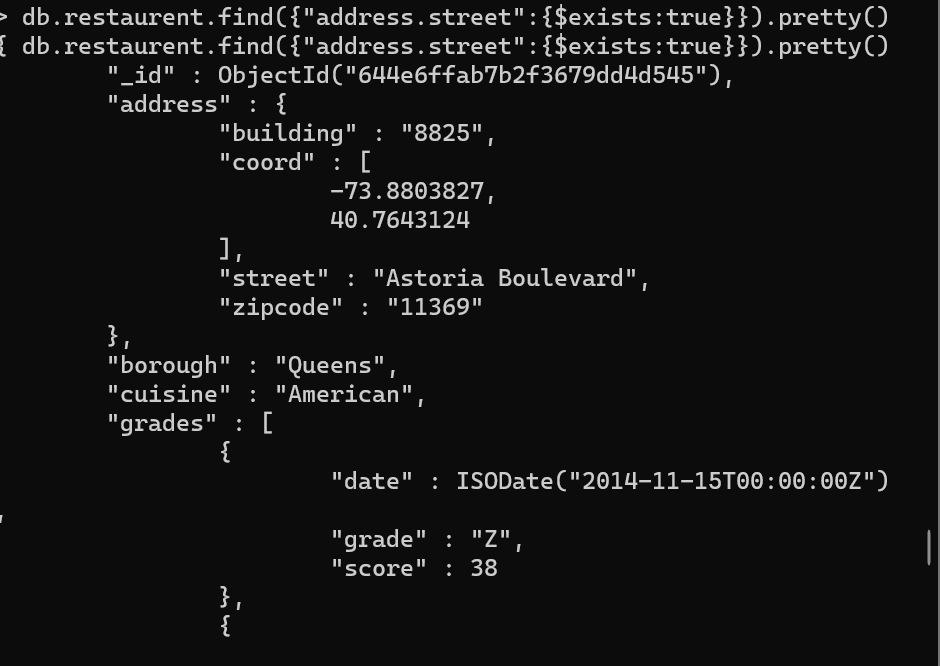 > db.restaurent.find({"address.street":{$exists:true}}).pretty()
{ db.restaurent.find({"address.street":{$exists:true}}).pretty()
        "_id" : ObjectId("644e6ffab7b2f3679dd4d545"),
        "address" : {
                "building" : "8825",
                "coord" : [
                        -73.8803827,
                        40.7643124
                ],
                "street" : "Astoria Boulevard",
                "zipcode" : "11369"
        },
        "borough" : "Queens",
        "cuisine" : "American",
        "grades" : [
                {
                        "date" : ISODate("2014-11-15T00:00:00Z")
,
                        "grade" : "Z",
                        "score" : 38
                },
                {